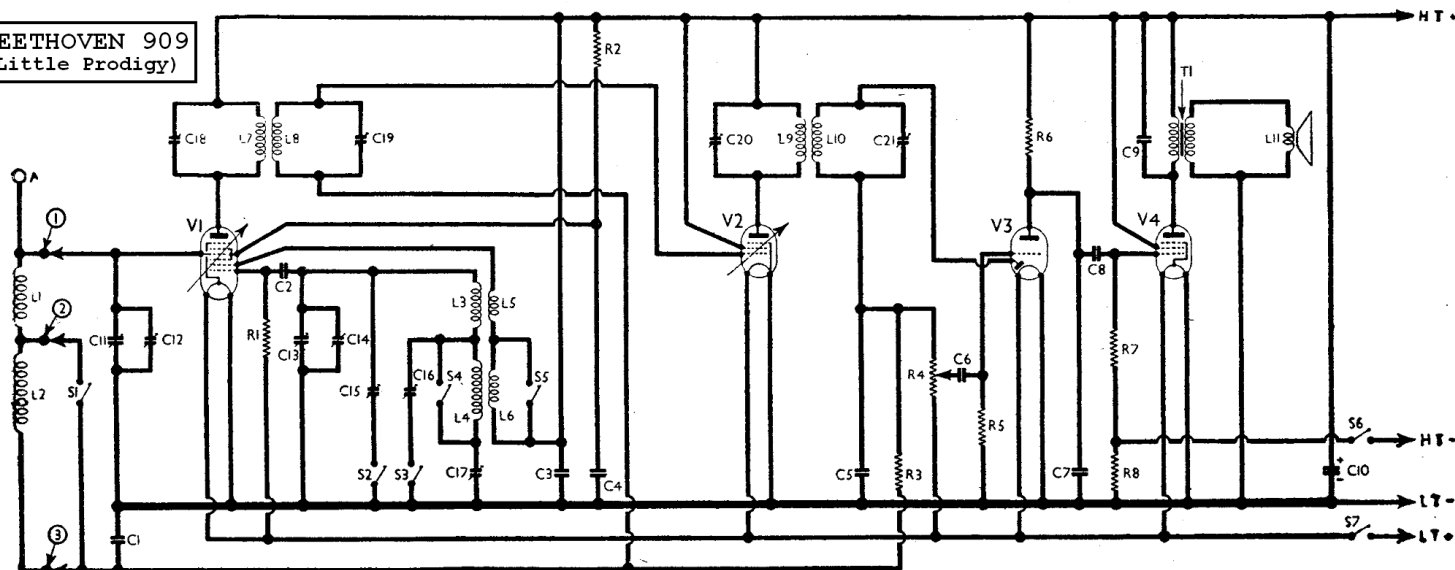 EETHOVEN 909
Little Prodigy)
HT+
R2
T1
C18
L7
L8
C19
C20
L9
L10
C21
R6
C9
L11
A
1
V1
V2
V3
V4
C2
C8
L1
L3
L5
2
C11
C12
R1
C13
C14
R7
L2
S1
C15
C16
S4
L4
L6
S5
R4
C6
R5
S6
HT-
S2
S3
C17
C3
C4
C5
R3
C7
R8
C10
+
-
LT-
C1
3
S7
LT+